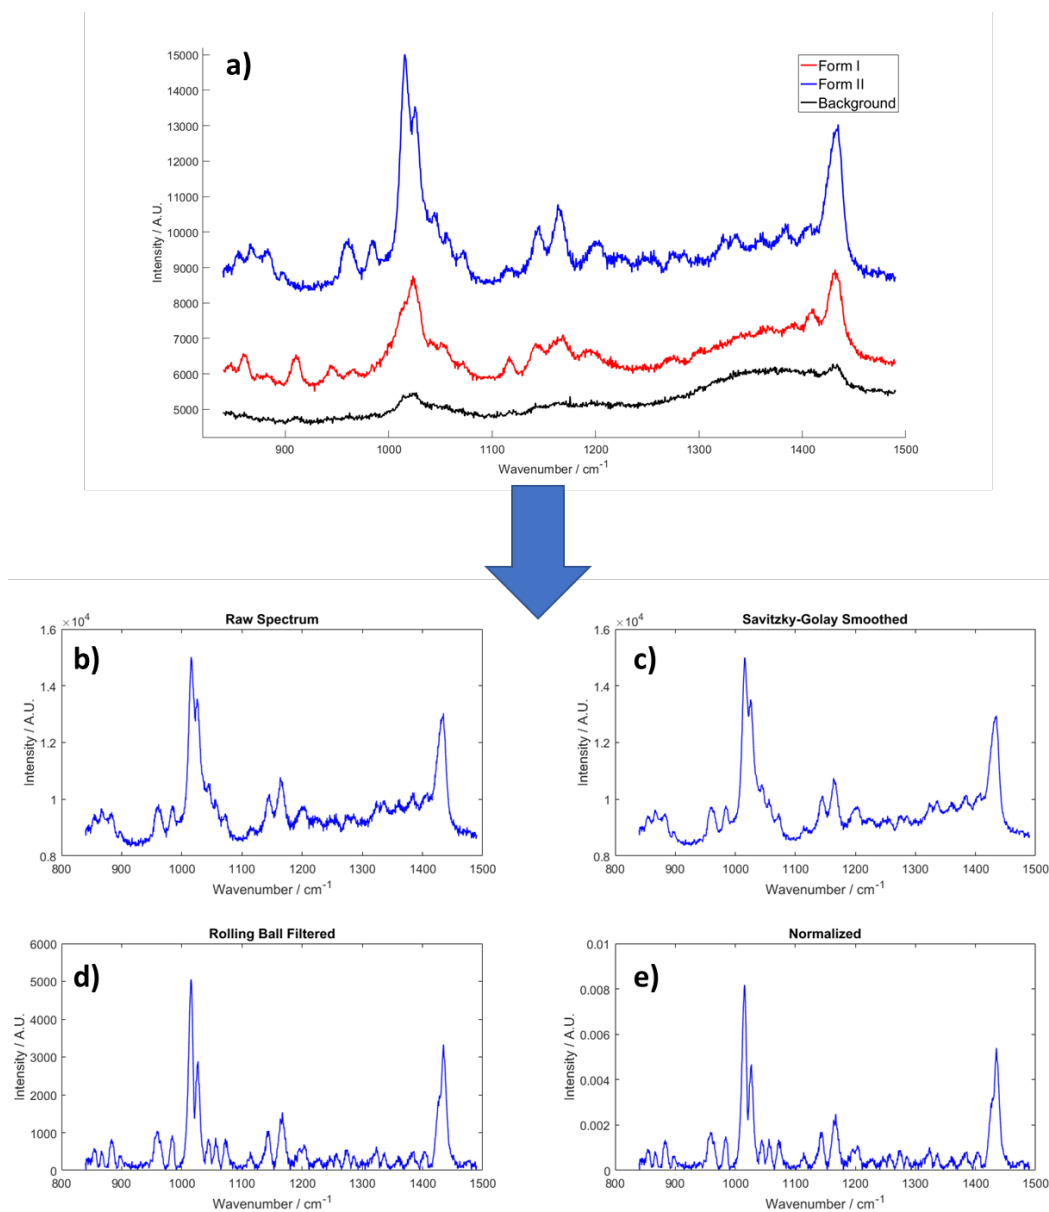 a)
Form I
Form II
Background
15000
14000
13000
12000
11000
10000
9000
8000
7000
6000
5000
Intensity / A.U.
900 1000 1100 1200 1300 1400 1500
Wavenumber / cm⁻¹
Raw Spectrum
×10⁴
b)
1.6
1.4
1.2
1
0.8
Intensity / A.U.
800 900 1000 1100 1200 1300 1400 1500
Wavenumber / cm⁻¹
Savitzky-Golay Smoothed
×10⁴
c)
1.6
1.4
1.2
1
0.8
Intensity / A.U.
800 900 1000 1100 1200 1300 1400 1500
Wavenumber / cm⁻¹
Rolling Ball Filtered
d)
6000
5000
4000
3000
2000
1000
0
Intensity / A.U.
800 900 1000 1100 1200 1300 1400 1500
Wavenumber / cm⁻¹
Normalized
e)
0.01
0.008
0.006
0.004
0.002
0
Intensity / A.U.
800 900 1000 1100 1200 1300 1400 1500
Wavenumber / cm⁻¹